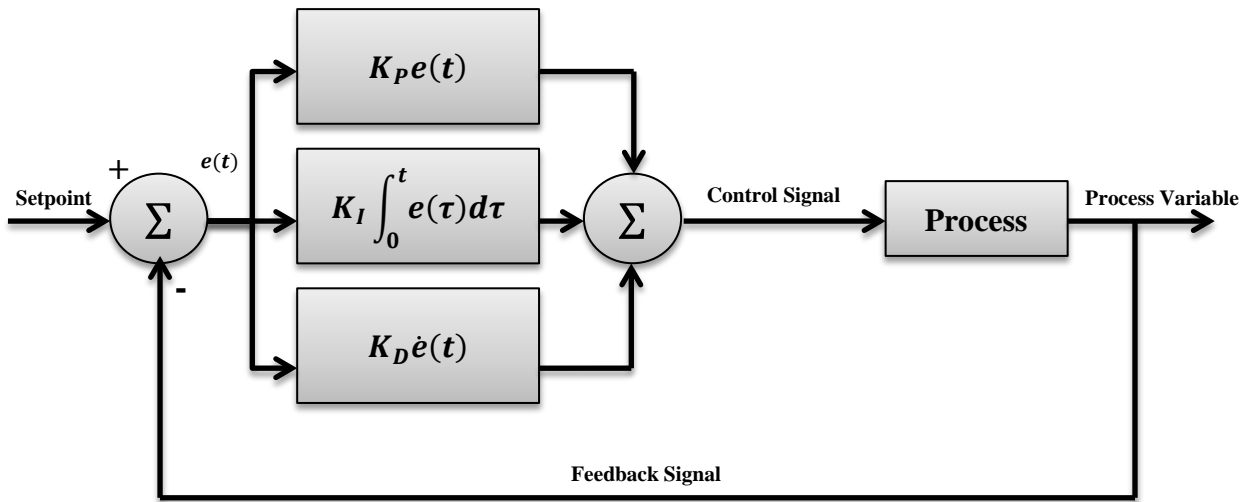 K_P e(t)
+
e(t)
Setpoint
Σ
K_I ∫_0^t e(τ)dτ
Σ
Control Signal
Process
Process Variable
-
K_D ė(t)
Feedback Signal